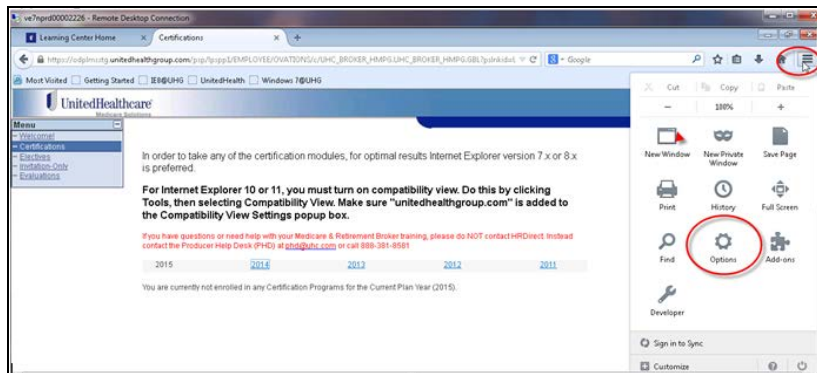 ve7nprd00002226 - Remote Desktop Connection
Learning Center Home × Certifications × +
unitedhealthgroup.com Google
Most Visited Getting Started IE8@UHG UnitedHealth Windows 7@UHG
UnitedHealthcare
Medicare Solutions
Menu
Welcome!
Certifications
Electives
Invitation-Only
Evaluations
In order to take any of the certification modules, for optimal results Internet Explorer version 7.x or 8.x
is preferred.
For Internet Explorer 10 or 11, you must turn on compatibility view. Do this by clicking
Tools, then selecting Compatibility View. Make sure "unitedhealthgroup.com" is added to
the Compatibility View Settings popup box.
If you have questions or need help with your Medicare & Retirement Broker training, please do NOT contact HRDirect. Instead
contact the Producer Help Desk (PHD) at phd@uhc.com or call 888-381-8581
2015 2014 2013 2012 2011
You are currently not enrolled in any Certification Programs for the Current Plan Year (2015).
Cut Copy Paste
− 100% +
New Window New Private Window Save Page
Print History Full Screen
Find Options Add-ons
Developer
Sign in to Sync
Customize